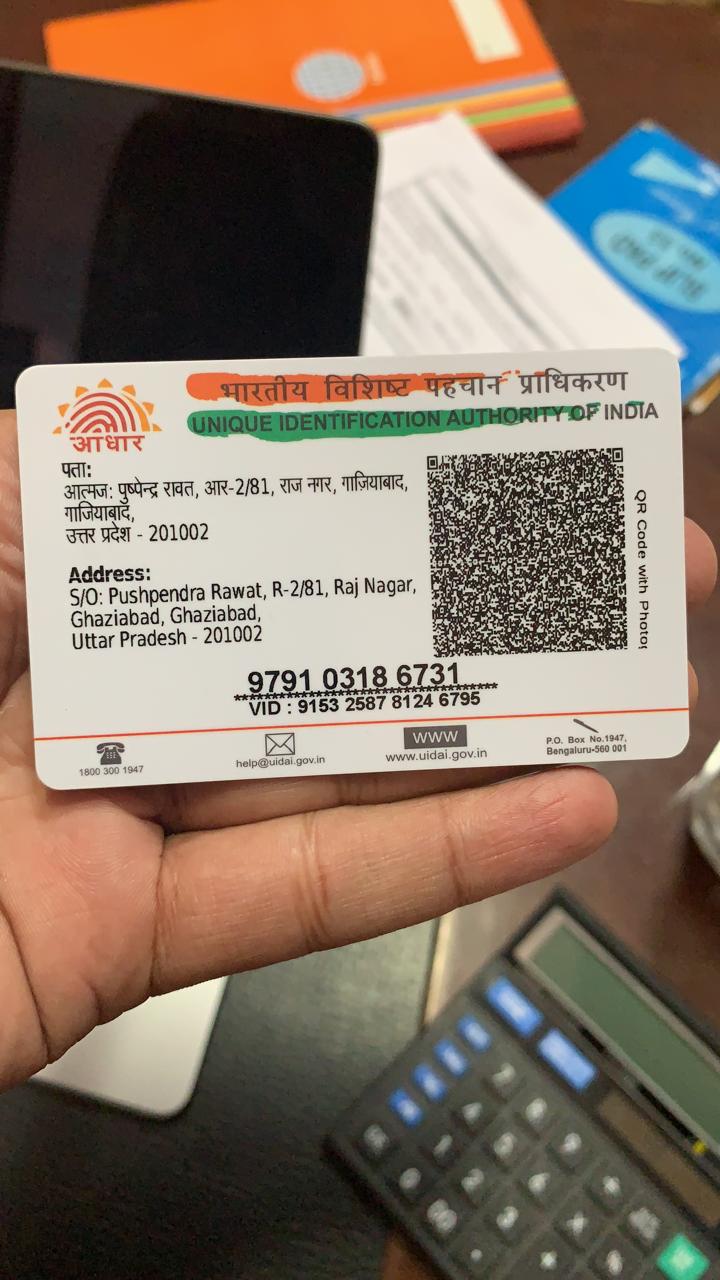 भारतीय विशिष्ट पहचान प्राधिकरण
UNIQUE IDENTIFICATION AUTHORITY OF INDIA
आधार
पता:
आत्मज: पुष्पेन्द्र रावत, आर-2/81, राज नगर, गाज़ियाबाद,
गाजियाबाद,
उत्तर प्रदेश - 201002
Address:
S/O: Pushpendra Rawat, R-2/81, Raj Nagar,
Ghaziabad, Ghaziabad,
Uttar Pradesh - 201002
QR Code with Photo
9791 0318 6731
VID : 9153 2587 8124 6795
1800 300 1947
help@uidai.gov.in
WWW
www.uidai.gov.in
P.O. Box No.1947,
Bengaluru-560 001